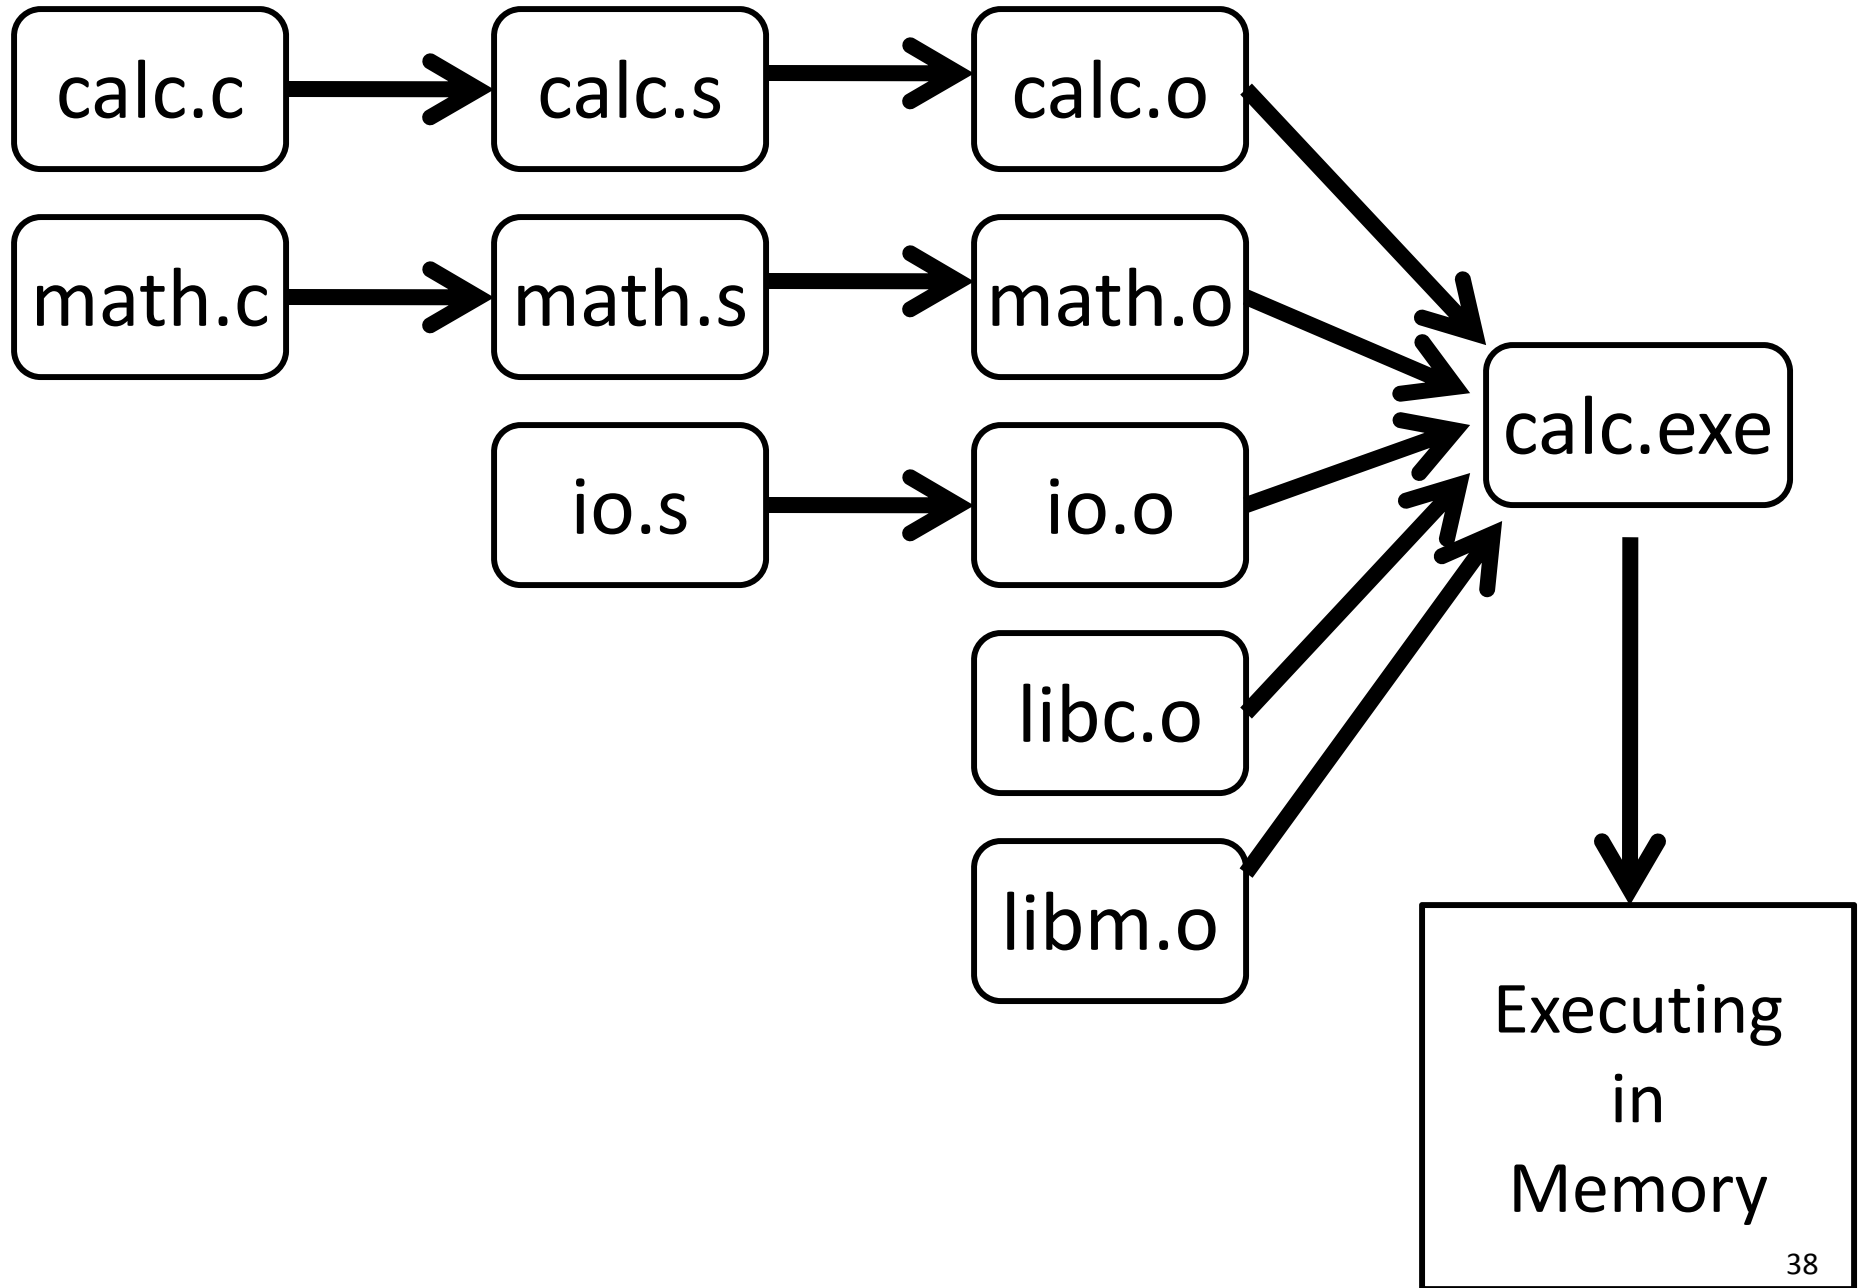 calc.c
calc.s
calc.o
math.c
math.s
math.o
calc.exe
io.s
io.o
libc.o
libm.o
Executing
in
Memory
38